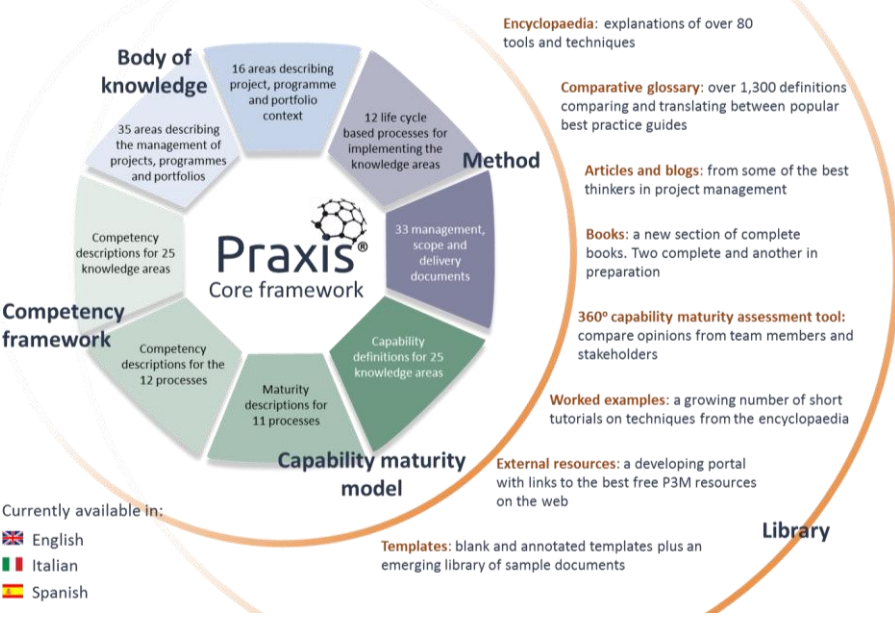 Body of
knowledge
16 areas describing
project, programme
and portfolio
context
35 areas describing
the management of
projects, programmes
and portfolios
12 life cycle
based processes for
implementing the
knowledge areas
Method
33 management,
scope and
delivery
documents
Competency
descriptions for 25
knowledge areas
Praxis®
Core framework
Competency
framework
Competency
descriptions for the
12 processes
Capability
definitions for 25
knowledge areas
Maturity
descriptions for
11 processes
Capability maturity
model
Encyclopaedia: explanations of over 80
tools and techniques
Comparative glossary: over 1,300 definitions
comparing and translating between popular
best practice guides
Articles and blogs: from some of the best
thinkers in project management
Books: a new section of complete
books. Two complete and another in
preparation
360° capability maturity assessment tool:
compare opinions from team members and
stakeholders
Worked examples: a growing number of short
tutorials on techniques from the encyclopaedia
External resources: a developing portal
with links to the best free P3M resources
on the web
Library
Templates: blank and annotated templates plus an
emerging library of sample documents
Currently available in:
English
Italian
Spanish